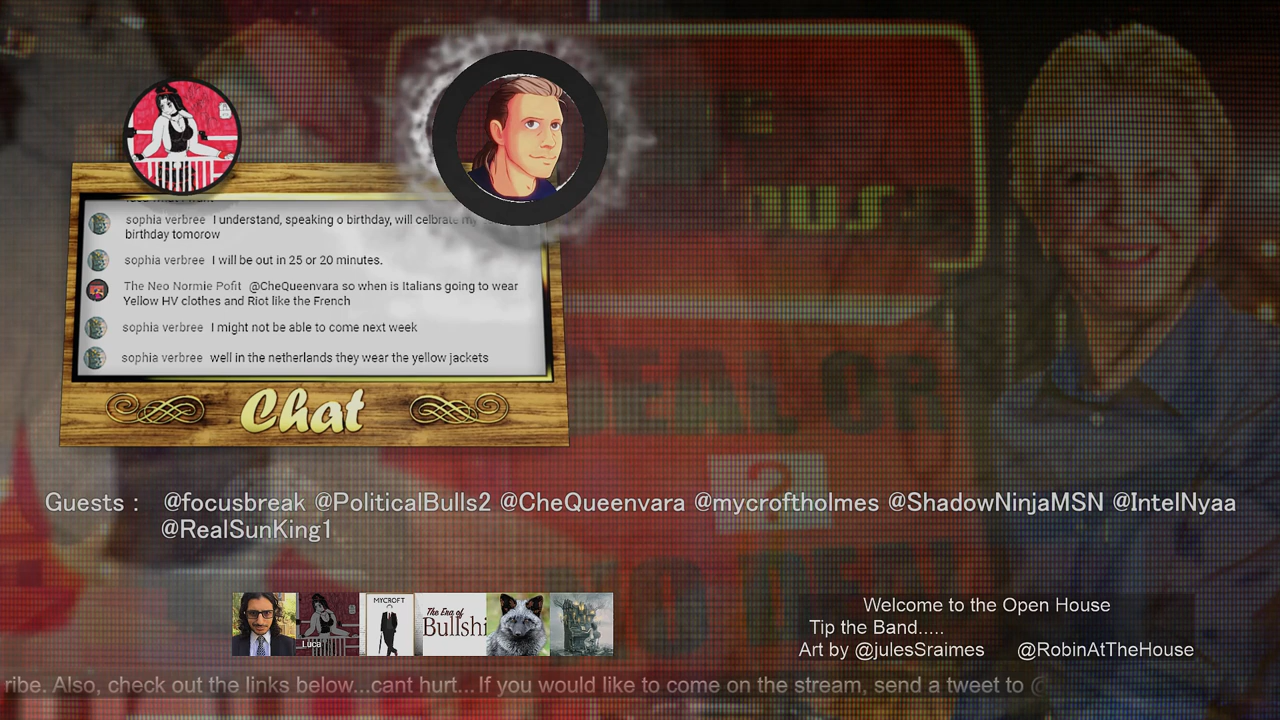 sophia verbree I understand, speaking o birthday, will celbrate my
birthday tomorow
sophia verbree I will be out in 25 or 20 minutes.
The Neo Normie Pofit @CheQueenvara so when is Italians going to wear
Yellow HV clothes and Riot like the French
sophia verbree I might not be able to come next week
sophia verbree well in the netherlands they wear the yellow jackets
Chat
DEAL OR
?
NO DEAL
Guests : @focusbreak @PoliticalBulls2 @CheQueenvara @mycroftholmes @ShadowNinjaMSN @IntelNyaa
@RealSunKing1
Luca
MYCROFT
The Era of
Bullshi
Welcome to the Open House
Tip the Band.....
Art by @julesSraimes @RobinAtTheHouse
ribe. Also, check out the links below...cant hurt... If you would like to come on the stream, send a tweet to @